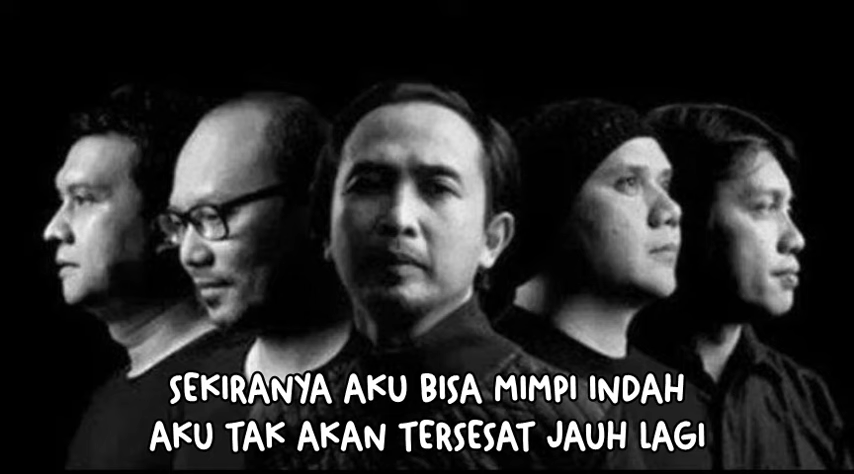 SEKIRANYA AKU BISA MIMPI INDAH
AKU TAK AKAN TERSESAT JAUH LAGI